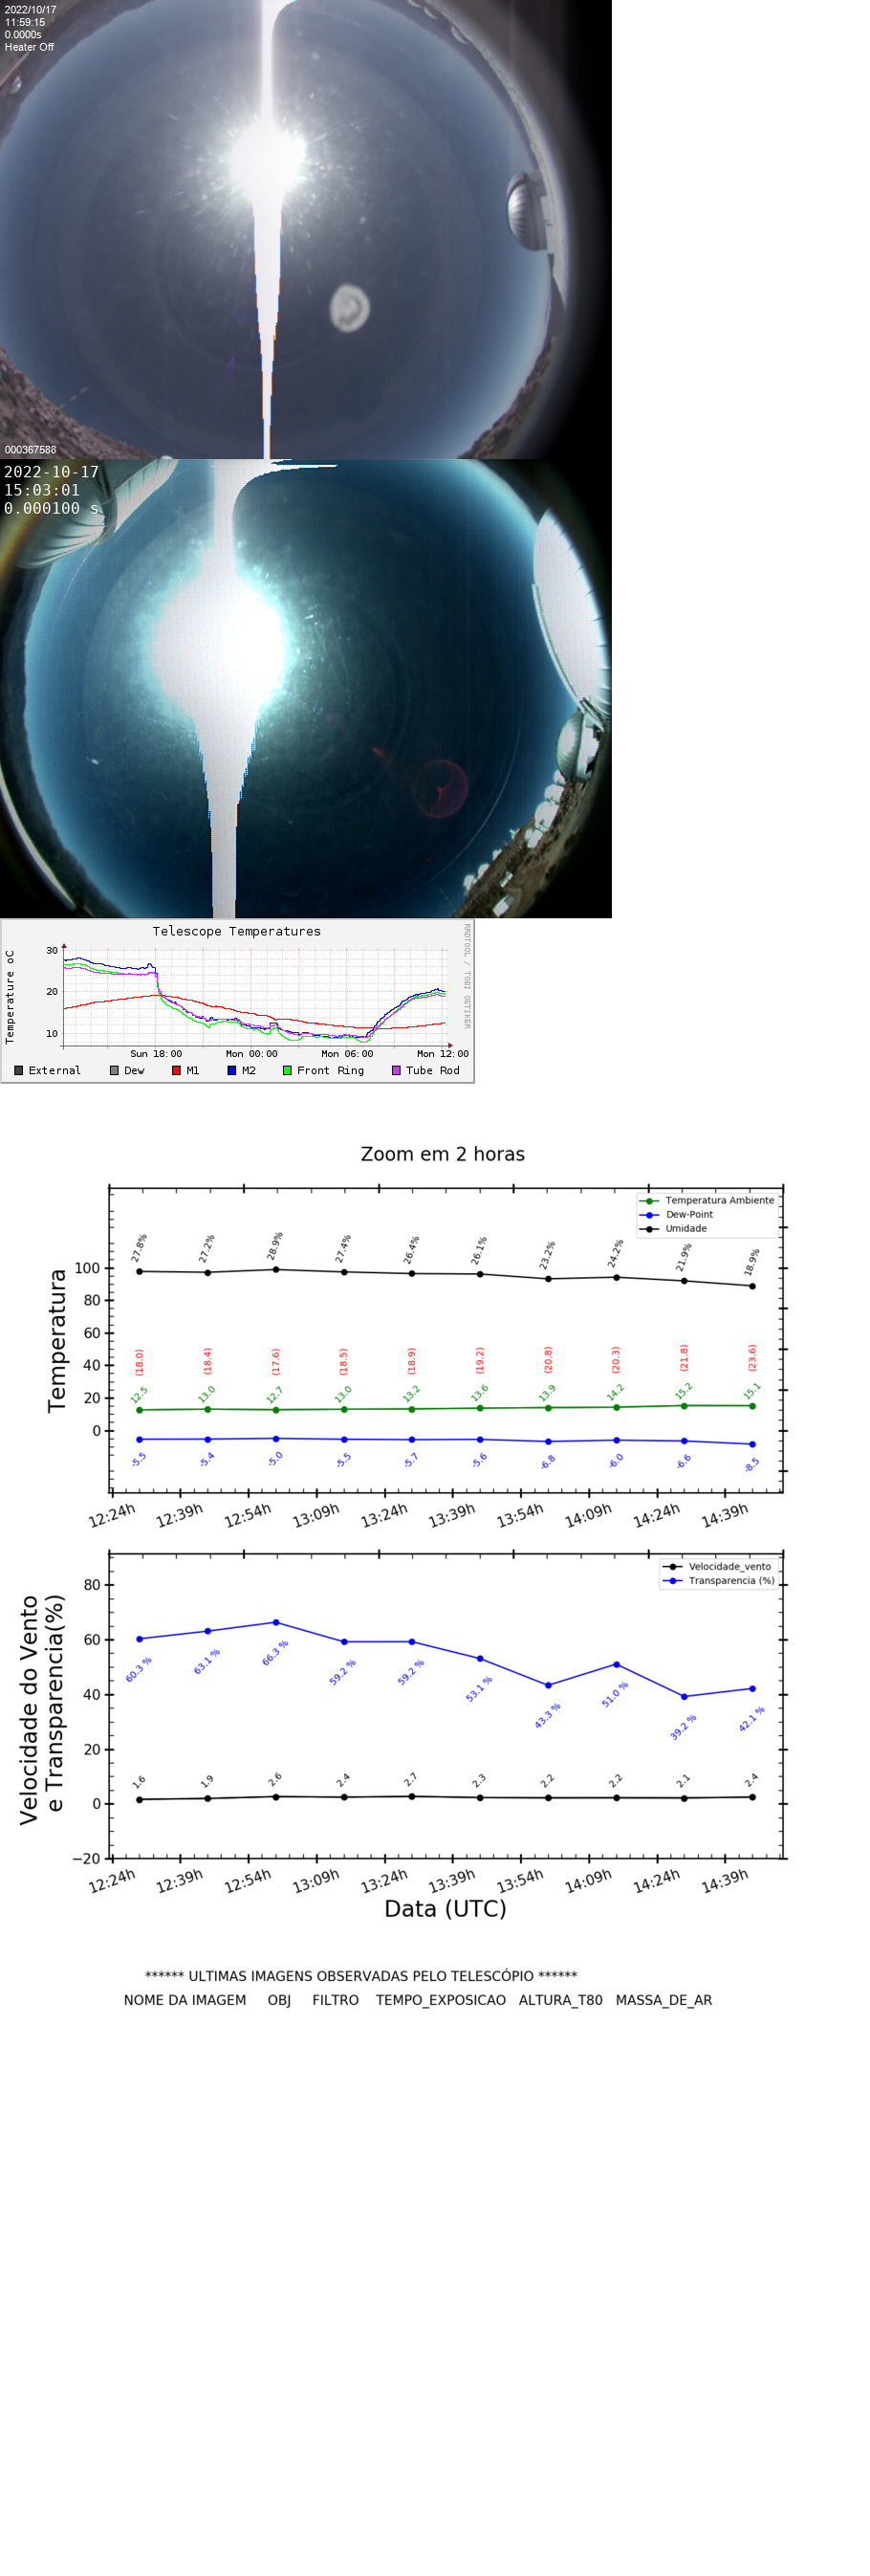 2022/10/17
11:59:15
0.0000s
Heater Off
000367588
2022-10-17
15:03:01
0.000100 s
Telescope Temperatures
RRDTOOL / TOBI OETIKER
Temperature oC
30
20
10
Sun 18:00 Mon 00:00 Mon 06:00 Mon 12:00
External Dew M1 M2 Front Ring Tube Rod
Zoom em 2 horas
Temperatura Ambiente
Dew-Point
Umidade
Temperatura
100
80
60
40
20
0
27.8% 27.2% 28.9% 27.4% 26.4% 26.1% 23.2% 24.2% 21.9% 18.9%
(18.0) (18.4) (17.6) (18.5) (18.9) (19.2) (20.8) (20.3) (21.8) (23.6)
12.5 13.0 12.7 13.0 13.2 13.6 13.9 14.2 15.2 15.1
-5.5 -5.4 -5.0 -5.5 -5.7 -5.6 -6.8 -6.0 -6.6 -8.5
12:24h 12:39h 12:54h 13:09h 13:24h 13:39h 13:54h 14:09h 14:24h 14:39h
Velocidade_vento
Transparencia (%)
Velocidade do Vento
e Transparencia(%)
80
60
40
20
0
−20
60.3 % 63.1 % 66.3 % 59.2 % 59.2 % 53.1 % 43.3 % 51.0 % 39.2 % 42.1 %
1.6 1.9 2.6 2.4 2.7 2.3 2.2 2.2 2.1 2.4
12:24h 12:39h 12:54h 13:09h 13:24h 13:39h 13:54h 14:09h 14:24h 14:39h
Data (UTC)
****** ULTIMAS IMAGENS OBSERVADAS PELO TELESCÓPIO ******
NOME DA IMAGEM OBJ FILTRO TEMPO_EXPOSICAO ALTURA_T80 MASSA_DE_AR